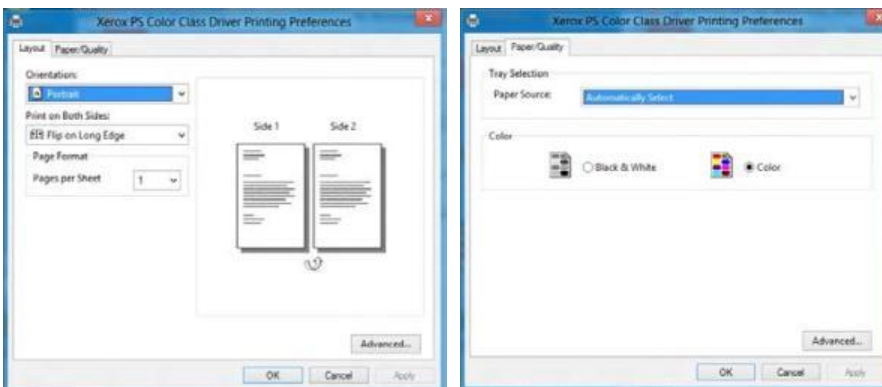 Xerox PS Color Class Driver Printing Preferences
Layout Paper/Quality
Orientation:
Portrait
Print on Both Sides:
Flip on Long Edge
Page Format
Pages per Sheet 1
Side 1 Side 2
Advanced...
OK Cancel Apply
Xerox PS Color Class Driver Printing Preferences
Layout Paper/Quality
Tray Selection
Paper Source: Automatically Select
Color
Black & White Color
Advanced...
OK Cancel Apply